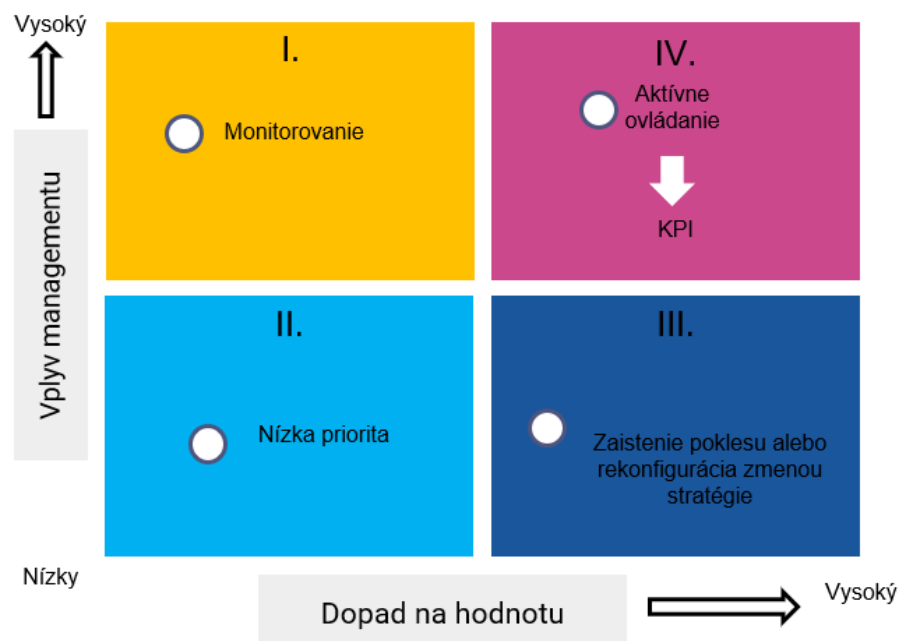 Vysoký
I.
Monitorovanie
IV.
Aktívne
ovládanie
KPI
Vplyv managementu
II.
Nízka priorita
III.
Zaistenie poklesu alebo
rekonfigurácia zmenou
stratégie
Nízky
Dopad na hodnotu
Vysoký